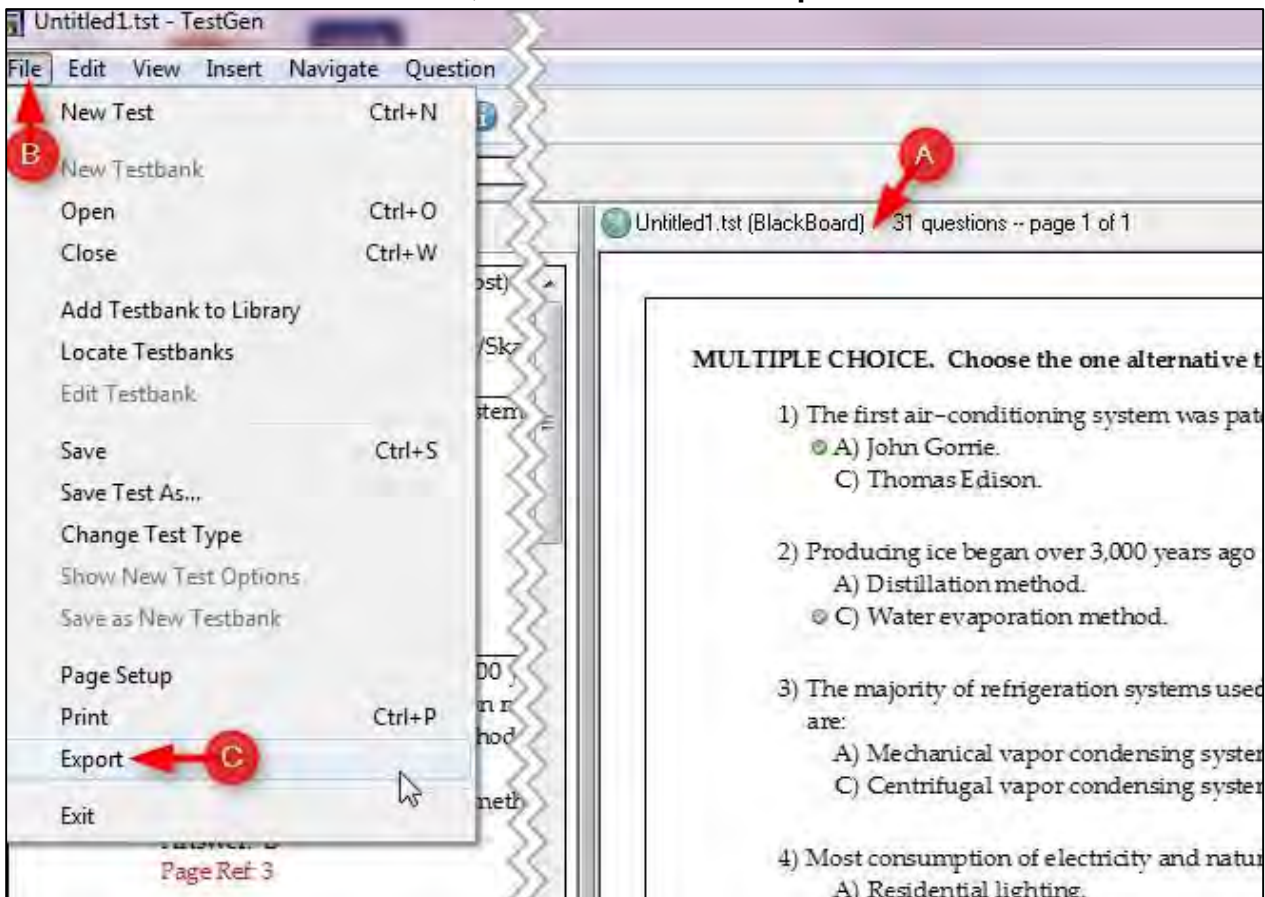 Untitled1.tst - TestGen
File Edit View Insert Navigate Question
New Test Ctrl+N
B
New Testbank
Open Ctrl+O
Close Ctrl+W
Add Testbank to Library
Locate Testbanks
Edit Testbank
Save Ctrl+S
Save Test As...
Change Test Type
Show New Test Options
Save as New Testbank
Page Setup
Print Ctrl+P
Export C
Exit
Page Ref: 3
A
Untitled1.tst (BlackBoard) 31 questions -- page 1 of 1
MULTIPLE CHOICE. Choose the one alternative t
1) The first air-conditioning system was pat
A) John Gorrie.
C) Thomas Edison.
2) Producing ice began over 3,000 years ago
A) Distillation method.
C) Water evaporation method.
3) The majority of refrigeration systems used
are:
A) Mechanical vapor condensing syster
C) Centrifugal vapor condensing syster
4) Most consumption of electricity and natur
A) Residential lighting.